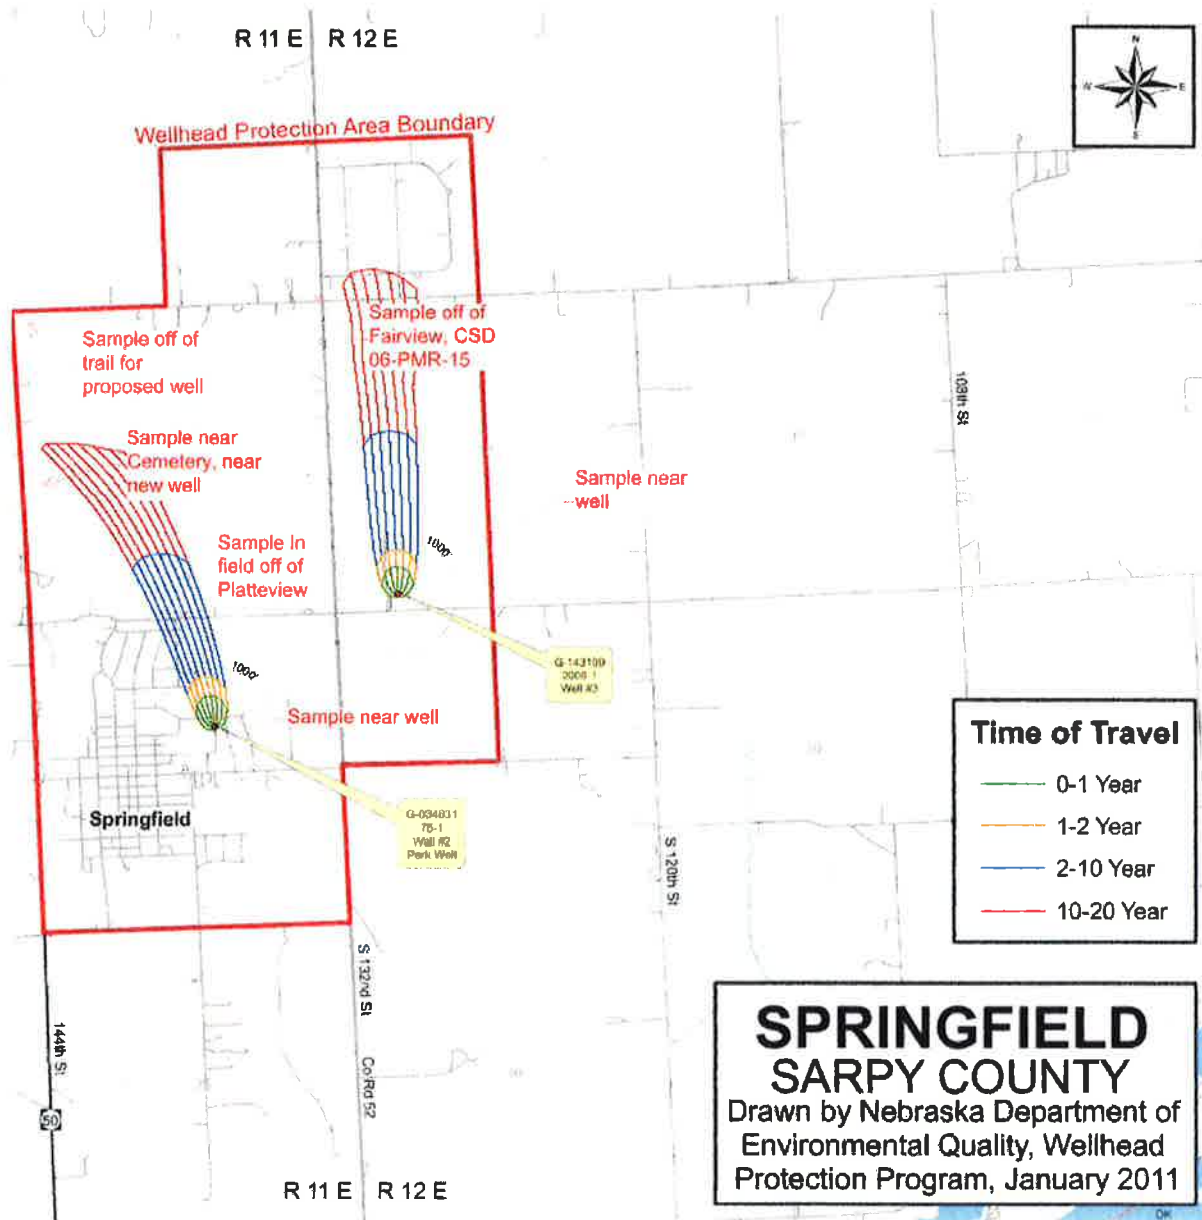 R 11 E R 12 E
N
W E
S
Wellhead Protection Area Boundary
Sample off of
trail for
proposed well
Sample off of
Fairview, CSD
06-PMR-15
Sample near
Cemetery, near
new well
Sample near
well
Sample in
field off of
Platteview
108th St
1000'
1000'
G-143109
Well #3
Sample near well
Springfield
Well #2
Park Well
S 120th St
Time of Travel
0-1 Year
1-2 Year
2-10 Year
10-20 Year
S 132nd St
Co Rd 52
144th St
50
SPRINGFIELD
SARPY COUNTY
Drawn by Nebraska Department of
Environmental Quality, Wellhead
Protection Program, January 2011
R 11 E R 12 E